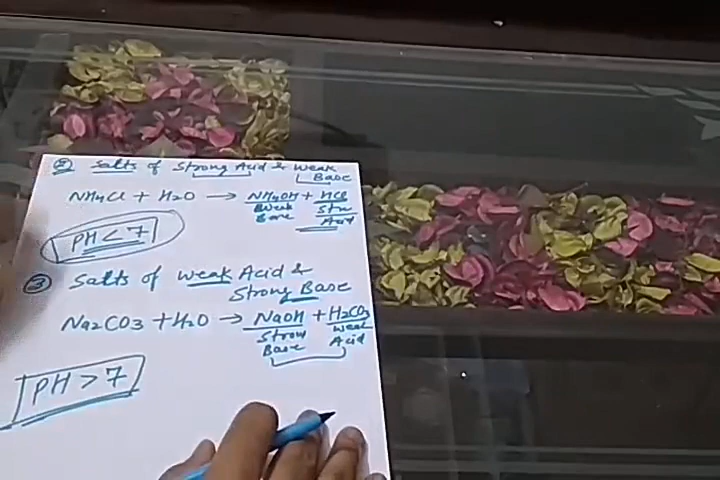 ② Salts of Strong Acid & Weak Base
NH4Cl + H2O → NH4OH + HCl
Weak Base Stro Acid
PH < 7
③ Salts of weak Acid & Strong Base
Na2CO3 + H2O → NaOH + H2CO3
Strong Base weak Acid
PH > 7